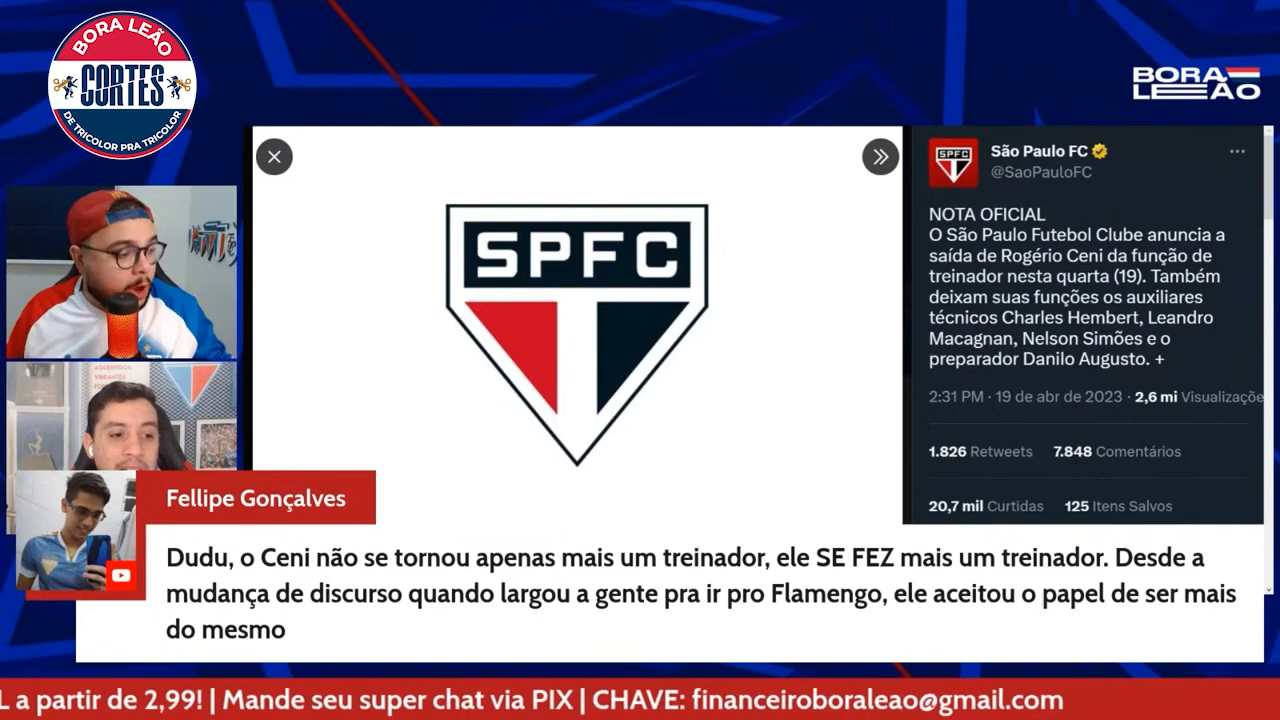 BORA LEÃO
CORTES
DE TRICOLOR PRA TRICOLOR
BORA
LEÃO
SPFC
SPFC
São Paulo FC
@SaoPauloFC
NOTA OFICIAL
O São Paulo Futebol Clube anuncia a
saída de Rogério Ceni da função de
treinador nesta quarta (19). Também
deixam suas funções os auxiliares
técnicos Charles Hembert, Leandro
Macagnan, Nelson Simões e o
preparador Danilo Augusto. +
2:31 PM · 19 de abr de 2023 · 2,6 mi Visualizaçõe
1.826 Retweets 7.848 Comentários
20,7 mil Curtidas 125 Itens Salvos
Fellipe Gonçalves
Dudu, o Ceni não se tornou apenas mais um treinador, ele SE FEZ mais um treinador. Desde a
mudança de discurso quando largou a gente pra ir pro Flamengo, ele aceitou o papel de ser mais
do mesmo
L a partir de 2,99! | Mande seu super chat via PIX | CHAVE: financeiroboraleao@gmail.com